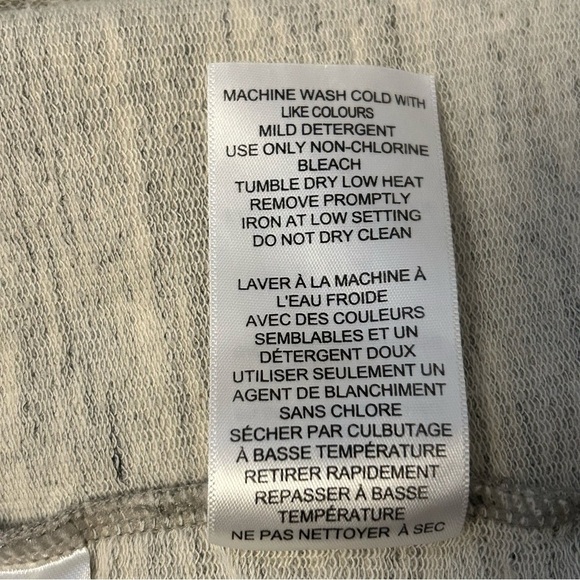 MACHINE WASH COLD WITH
LIKE COLOURS
MILD DETERGENT
USE ONLY NON-CHLORINE
BLEACH
TUMBLE DRY LOW HEAT
REMOVE PROMPTLY
IRON AT LOW SETTING
DO NOT DRY CLEAN
LAVER À LA MACHINE À
L'EAU FROIDE
AVEC DES COULEURS
SEMBLABLES ET UN
DÉTERGENT DOUX
UTILISER SEULEMENT UN
AGENT DE BLANCHIMENT
SANS CHLORE
SÉCHER PAR CULBUTAGE
À BASSE TEMPÉRATURE
RETIRER RAPIDEMENT
REPASSER À BASSE
TEMPÉRATURE
NE PAS NETTOYER À SEC